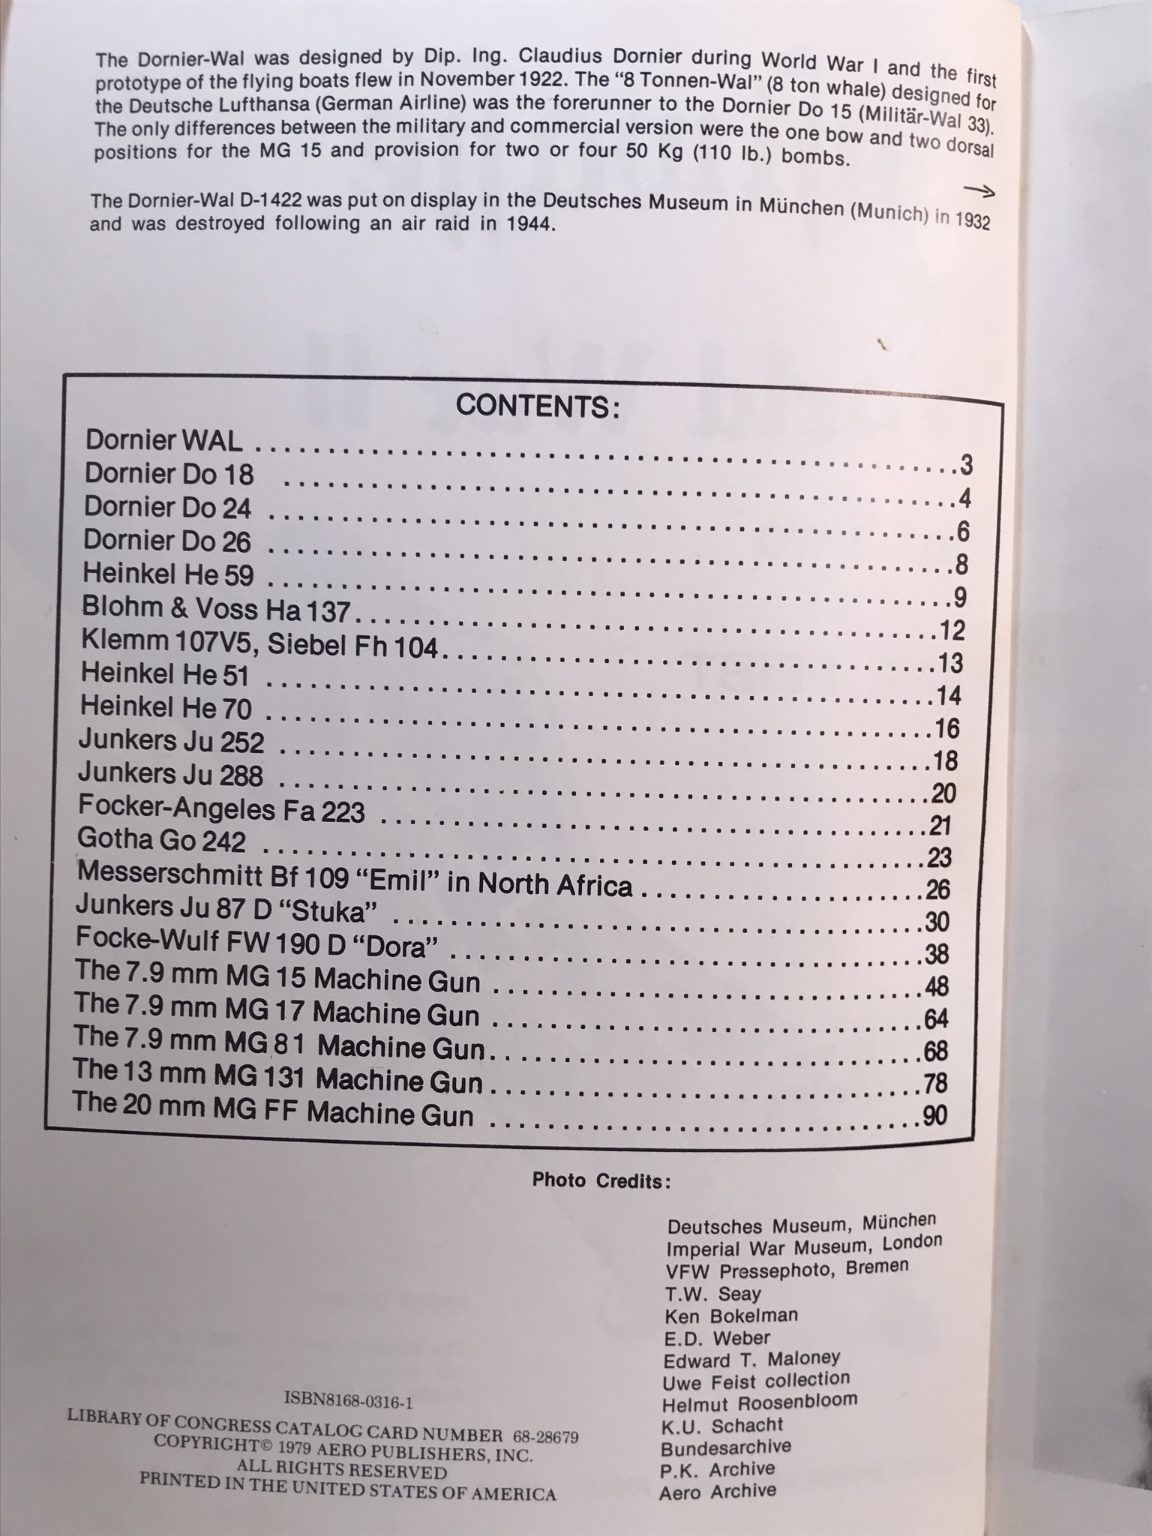 The Dornier-Wal was designed by Dip. Ing. Claudius Dornier during World War I and the first
prototype of the flying boats flew in November 1922. The “8 Tonnen-Wal” (8 ton whale) designed for
the Deutsche Lufthansa (German Airline) was the forerunner to the Dornier Do 15 (Militär-Wal 33).
The only differences between the military and commercial version were the one bow and two dorsal
positions for the MG 15 and provision for two or four 50 Kg (110 lb.) bombs.
The Dornier-Wal D-1422 was put on display in the Deutsches Museum in München (Munich) in 1932
and was destroyed following an air raid in 1944.
CONTENTS:
Dornier WAL 3
Dornier Do 18 4
Dornier Do 24 6
Dornier Do 26 8
Heinkel He 59 9
Blohm & Voss Ha 137 12
Klemm 107V5, Siebel Fh 104 13
Heinkel He 51 14
Heinkel He 70 16
Junkers Ju 252 18
Junkers Ju 288 20
Focker-Angeles Fa 223 21
Gotha Go 242 23
Messerschmitt Bf 109 “Emil” in North Africa 26
Junkers Ju 87 D “Stuka” 30
Focke-Wulf FW 190 D “Dora” 38
The 7.9 mm MG 15 Machine Gun 48
The 7.9 mm MG 17 Machine Gun 64
The 7.9 mm MG 81 Machine Gun 68
The 13 mm MG 131 Machine Gun 78
The 20 mm MG FF Machine Gun 90
Photo Credits:
Deutsches Museum, München
Imperial War Museum, London
VFW Pressephoto, Bremen
T.W. Seay
Ken Bokelman
E.D. Weber
Edward T. Maloney
Uwe Feist collection
Helmut Roosenbloom
K.U. Schacht
Bundesarchive
P.K. Archive
Aero Archive
ISBN8168-0316-1
LIBRARY OF CONGRESS CATALOG CARD NUMBER 68-28679
COPYRIGHT© 1979 AERO PUBLISHERS, INC.
ALL RIGHTS RESERVED
PRINTED IN THE UNITED STATES OF AMERICA